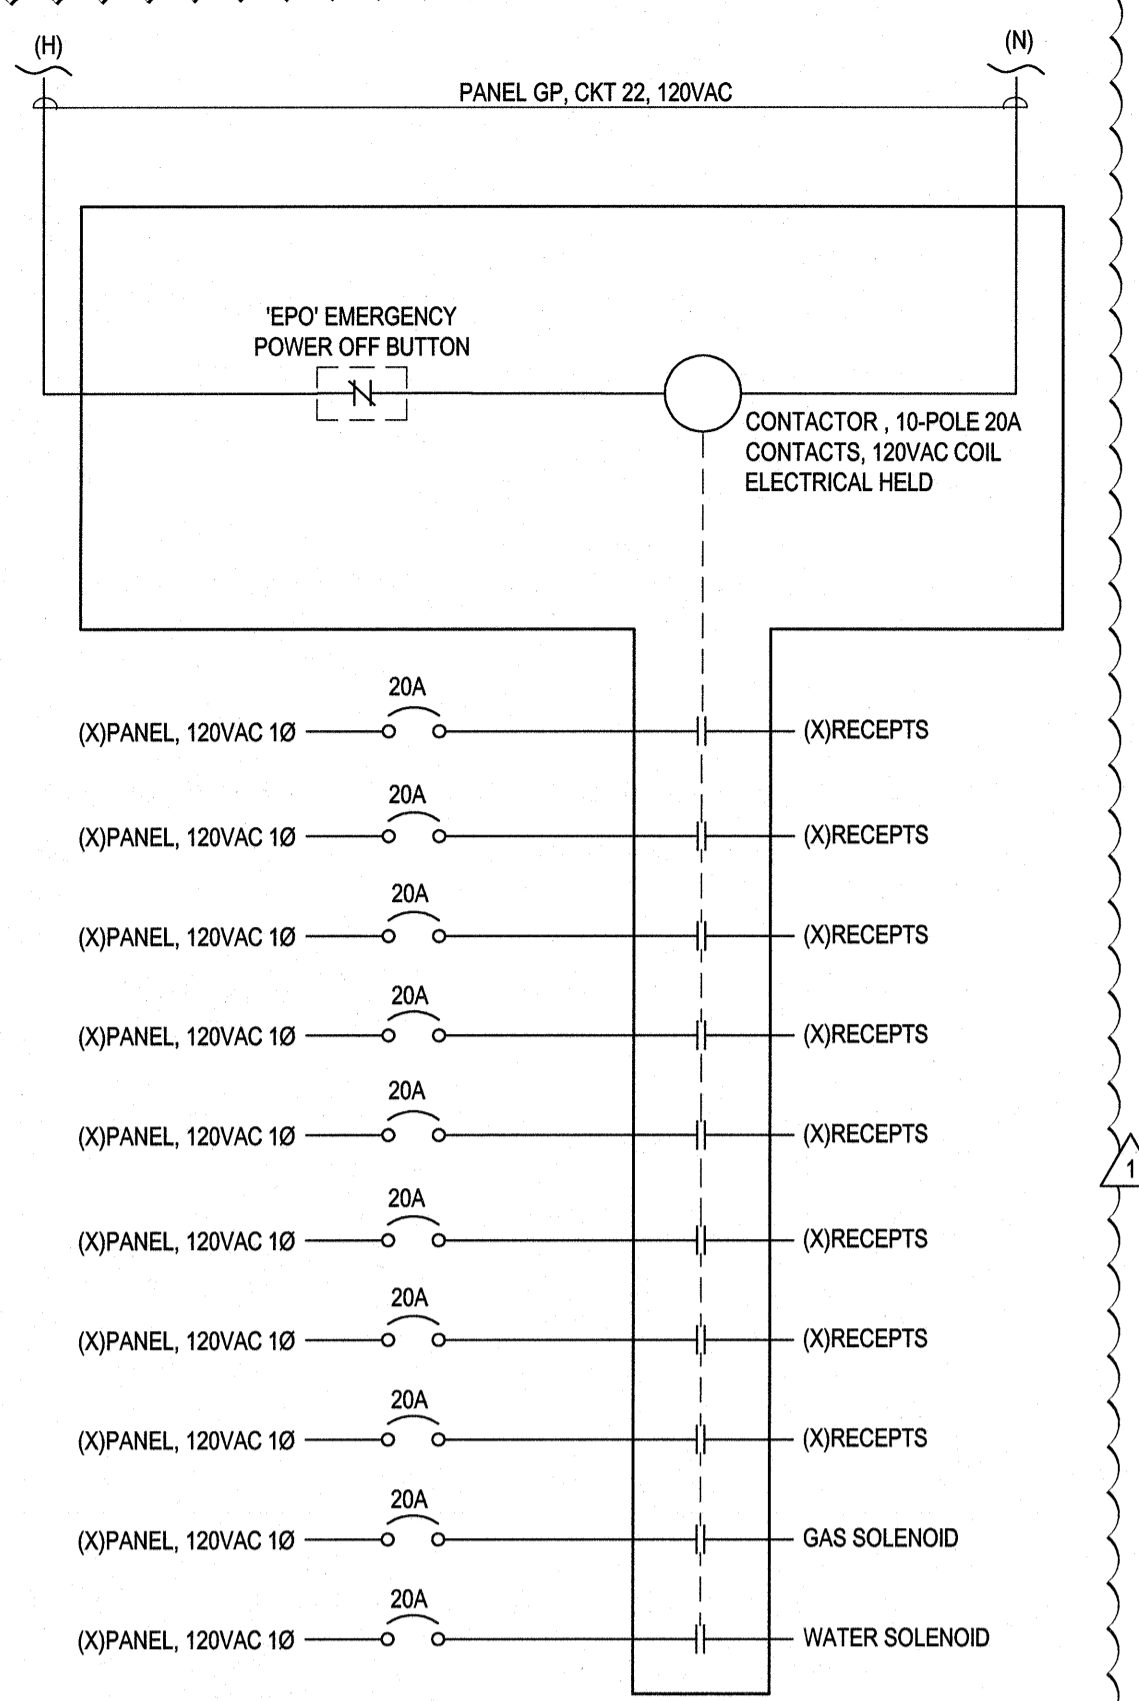 (H)
(N)
PANEL GP, CKT 22, 120VAC
'EPO' EMERGENCY
POWER OFF BUTTON
CONTACTOR , 10-POLE 20A
CONTACTS, 120VAC COIL
ELECTRICAL HELD
20A
(X)PANEL, 120VAC 1Ø
(X)RECEPTS
20A
(X)PANEL, 120VAC 1Ø
(X)RECEPTS
20A
(X)PANEL, 120VAC 1Ø
(X)RECEPTS
20A
(X)PANEL, 120VAC 1Ø
(X)RECEPTS
20A
(X)PANEL, 120VAC 1Ø
(X)RECEPTS
1
20A
(X)PANEL, 120VAC 1Ø
(X)RECEPTS
20A
(X)PANEL, 120VAC 1Ø
(X)RECEPTS
20A
(X)PANEL, 120VAC 1Ø
(X)RECEPTS
20A
(X)PANEL, 120VAC 1Ø
GAS SOLENOID
20A
(X)PANEL, 120VAC 1Ø
WATER SOLENOID